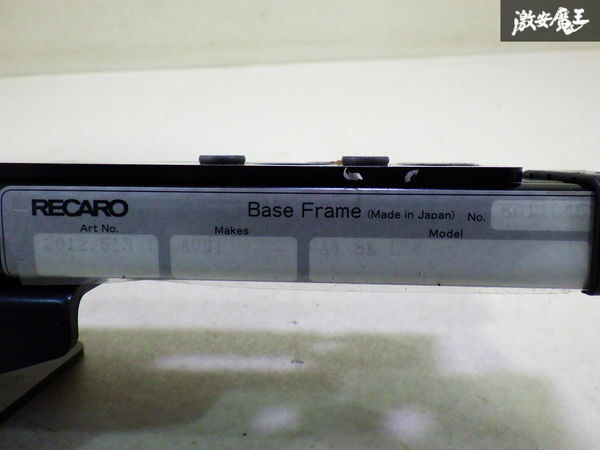 激安魔王
RECARO Base Frame (Made in Japan) No.
Art No. Makes Model
2012.513.1 AUDI A4 8K L